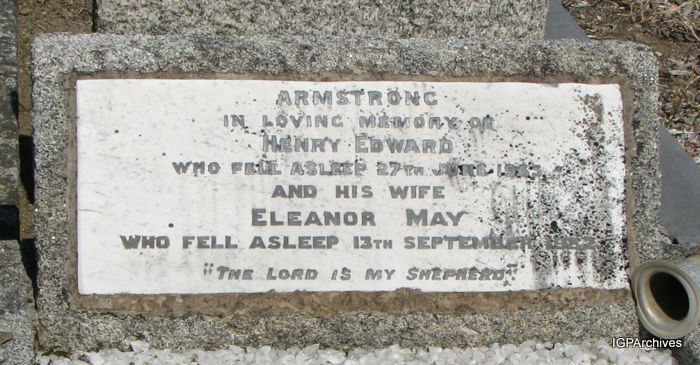 ARMSTRONG
IN LOVING MEMORY OF
HENRY EDWARD
WHO FELL ASLEEP 27TH JUNE
AND HIS WIFE
ELEANOR MAY
WHO FELL ASLEEP 13TH SEPTEMBER
"THE LORD IS MY SHEPHERD"
IGPArchives